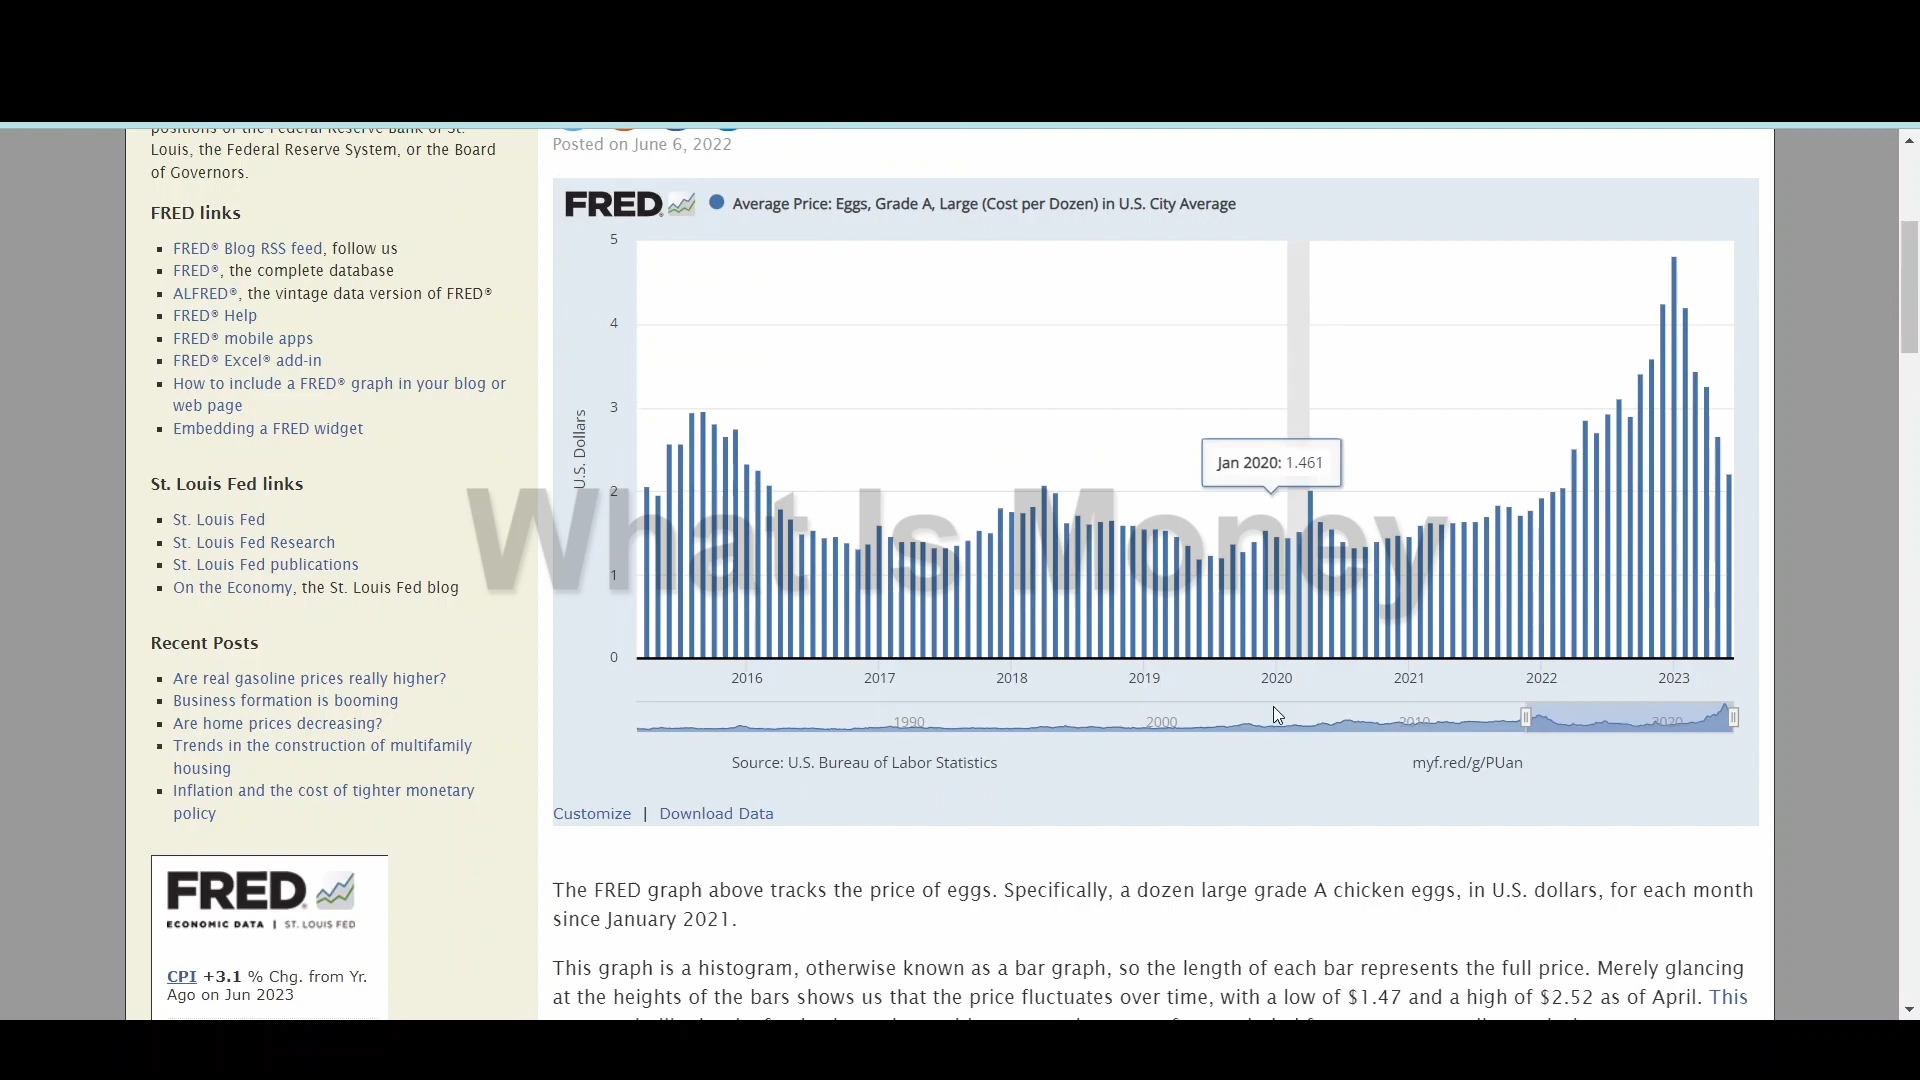 positions of the Federal Reserve Bank of St.
Louis, the Federal Reserve System, or the Board
of Governors.
FRED links
FRED® Blog RSS feed, follow us
FRED®, the complete database
ALFRED®, the vintage data version of FRED®
FRED® Help
FRED® mobile apps
FRED® Excel® add-in
How to include a FRED® graph in your blog or
web page
Embedding a FRED widget
St. Louis Fed links
St. Louis Fed
St. Louis Fed Research
St. Louis Fed publications
On the Economy, the St. Louis Fed blog
Recent Posts
Are real gasoline prices really higher?
Business formation is booming
Are home prices decreasing?
Trends in the construction of multifamily
housing
Inflation and the cost of tighter monetary
policy
FRED
ECONOMIC DATA | ST. LOUIS FED
CPI +3.1 % Chg. from Yr.
Ago on Jun 2023
Posted on June 6, 2022
FRED Average Price: Eggs, Grade A, Large (Cost per Dozen) in U.S. City Average
5
4
3
2
1
0
U.S. Dollars
Jan 2020: 1.461
What Is Money
2016 2017 2018 2019 2020 2021 2022 2023
1990 2000 2010 2020
Source: U.S. Bureau of Labor Statistics myf.red/g/PUan
Customize | Download Data
The FRED graph above tracks the price of eggs. Specifically, a dozen large grade A chicken eggs, in U.S. dollars, for each month
since January 2021.
This graph is a histogram, otherwise known as a bar graph, so the length of each bar represents the full price. Merely glancing
at the heights of the bars shows us that the price fluctuates over time, with a low of $1.47 and a high of $2.52 as of April. This